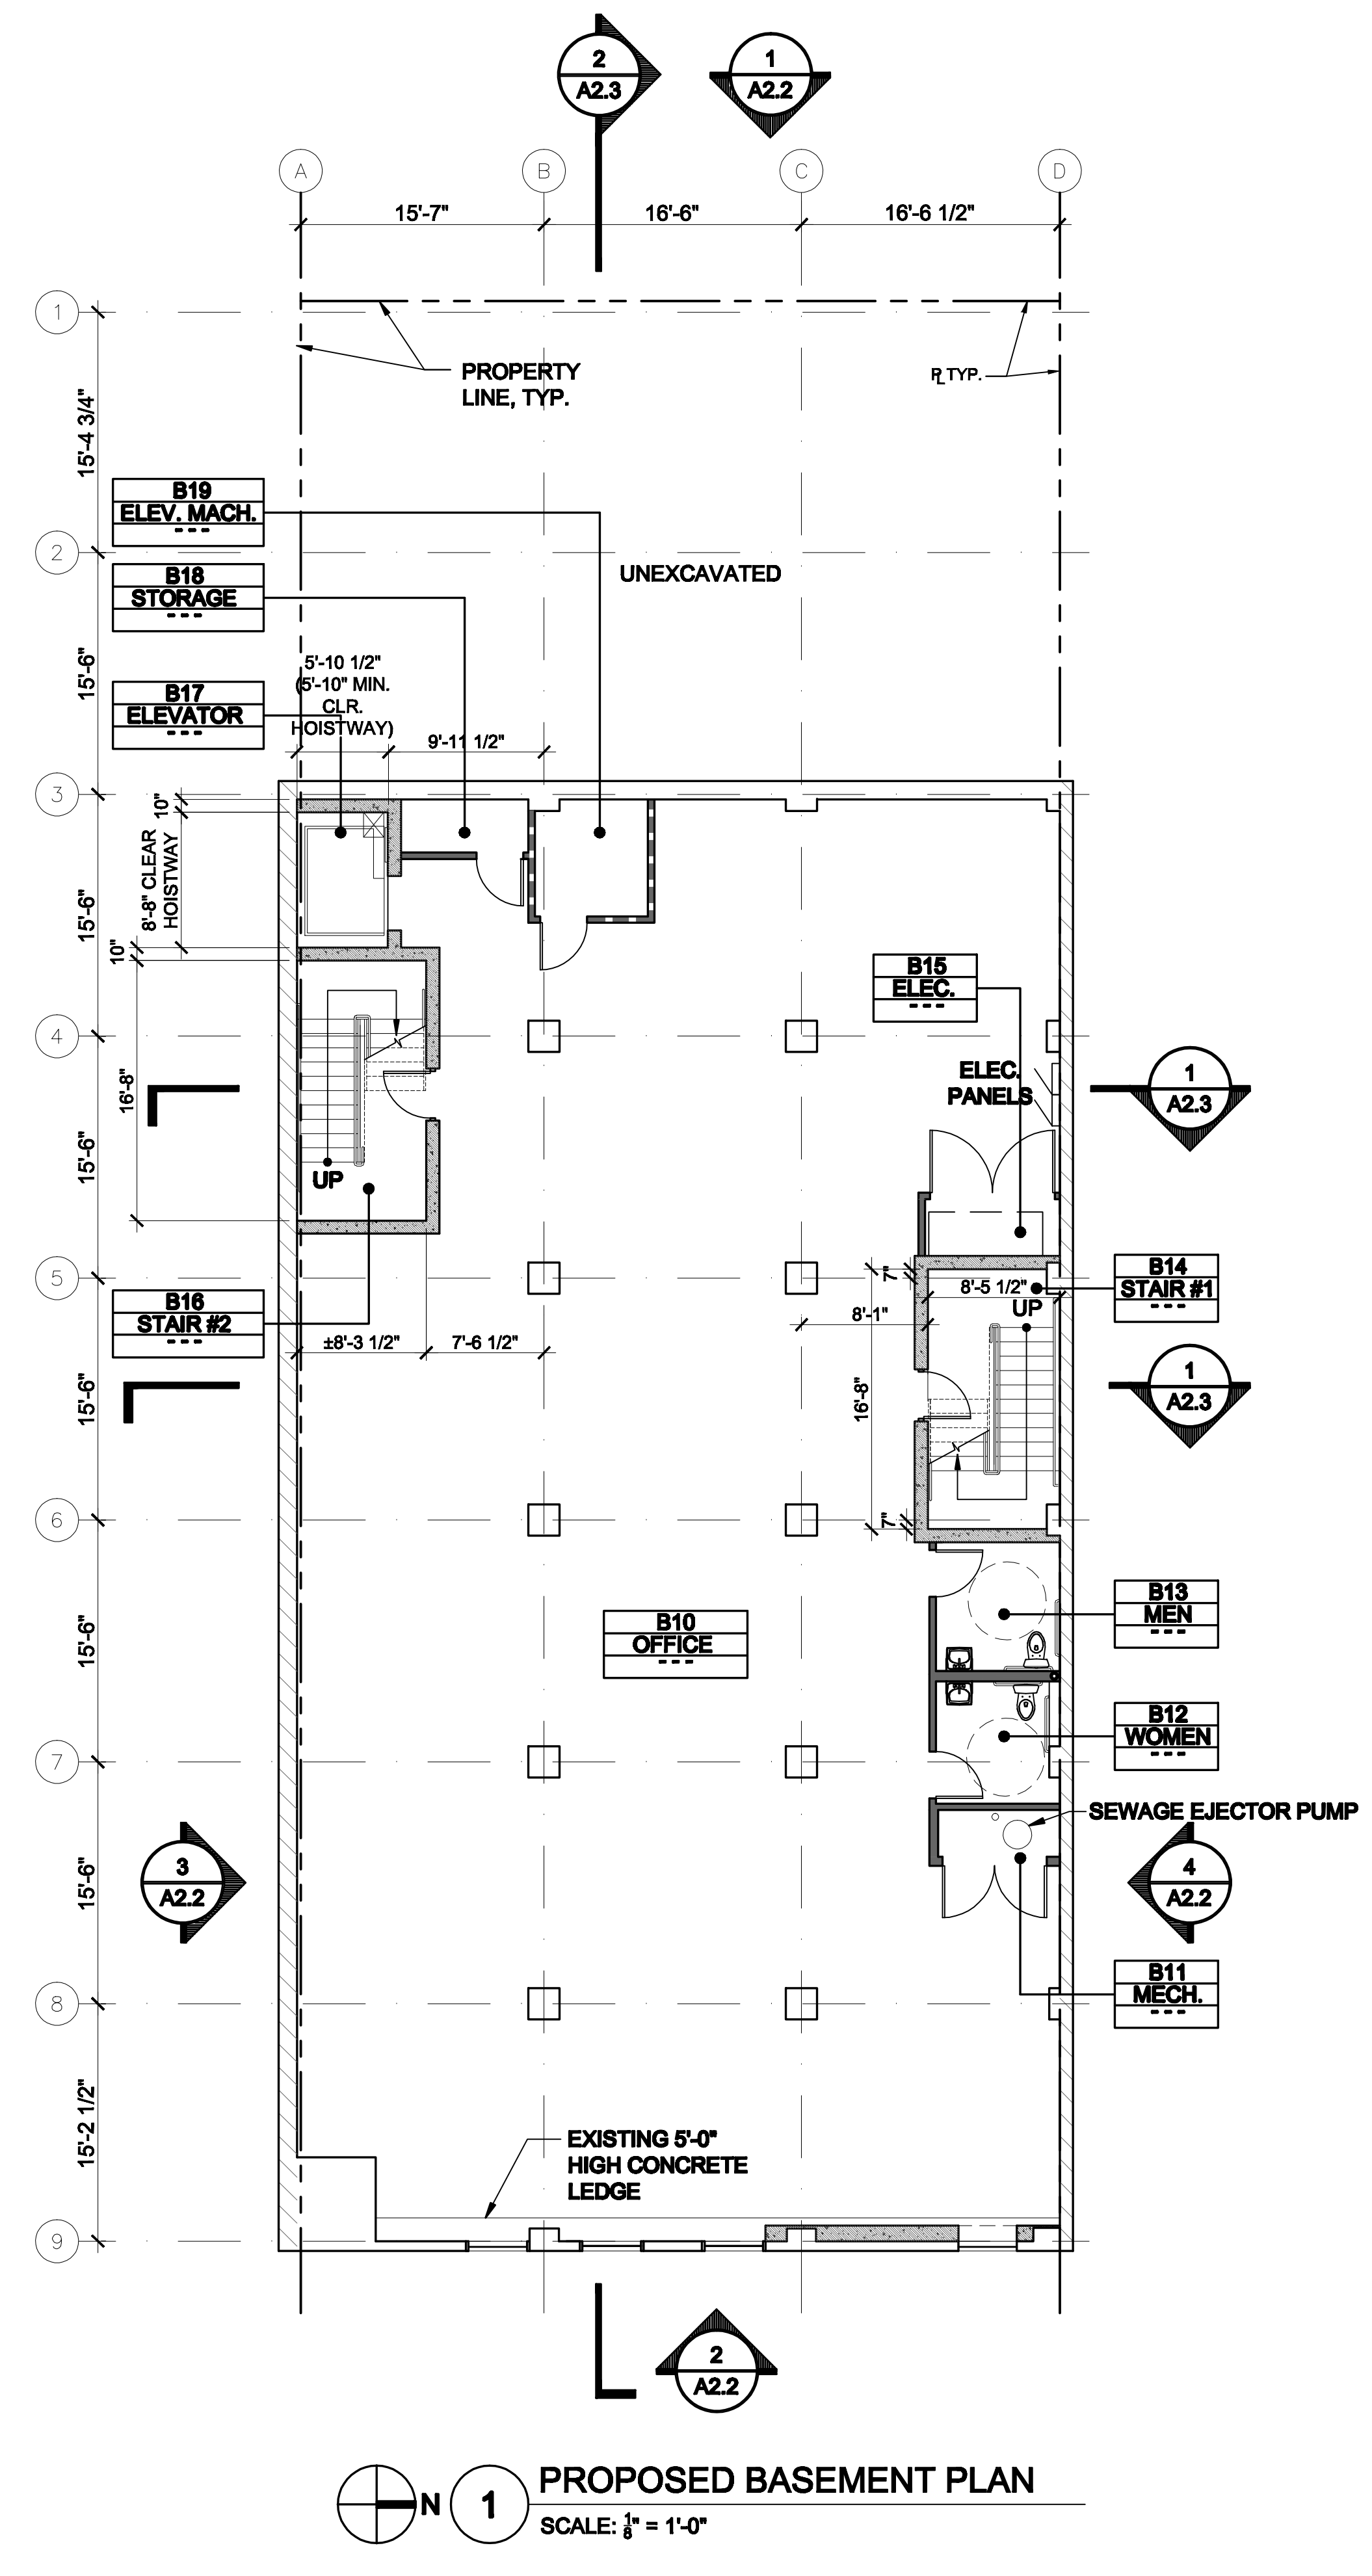 2
A2.3
1
A2.2
A
B
C
D
15'-7"
16'-6"
16'-6 1/2"
1
PROPERTY
LINE, TYP.
PL TYP.
15'-4 3/4"
B19
ELEV. MACH.
---
2
UNEXCAVATED
B18
STORAGE
---
15'-6"
5'-10 1/2"
(5'-10" MIN.
CLR.
HOISTWAY)
B17
ELEVATOR
---
9'-11 1/2"
3
10"
8'-8" CLEAR
HOISTWAY
15'-6"
10"
B15
ELEC.
---
4
ELEC.
PANELS
1
A2.3
16'-8"
15'-6"
UP
5
7"
8'-5 1/2"
UP
B14
STAIR #1
---
B16
STAIR #2
---
8'-1"
±8'-3 1/2"
7'-6 1/2"
15'-6"
16'-8"
1
A2.3
6
7"
B13
MEN
---
B10
OFFICE
---
15'-6"
B12
WOMEN
---
7
SEWAGE EJECTOR PUMP
3
A2.2
15'-6"
4
A2.2
B11
MECH.
---
8
15'-2 1/2"
EXISTING 5'-0"
HIGH CONCRETE
LEDGE
9
2
A2.2
N
1
PROPOSED BASEMENT PLAN
SCALE: 1/8" = 1'-0"